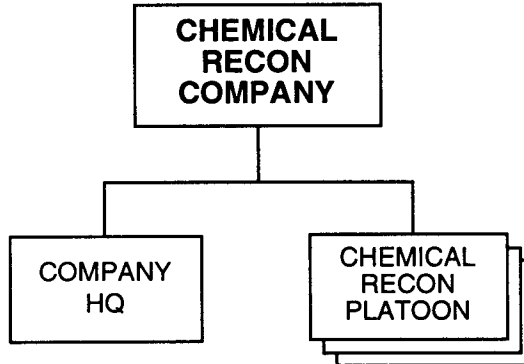 CHEMICAL
RECON
COMPANY
COMPANY
HQ
CHEMICAL
RECON
PLATOON